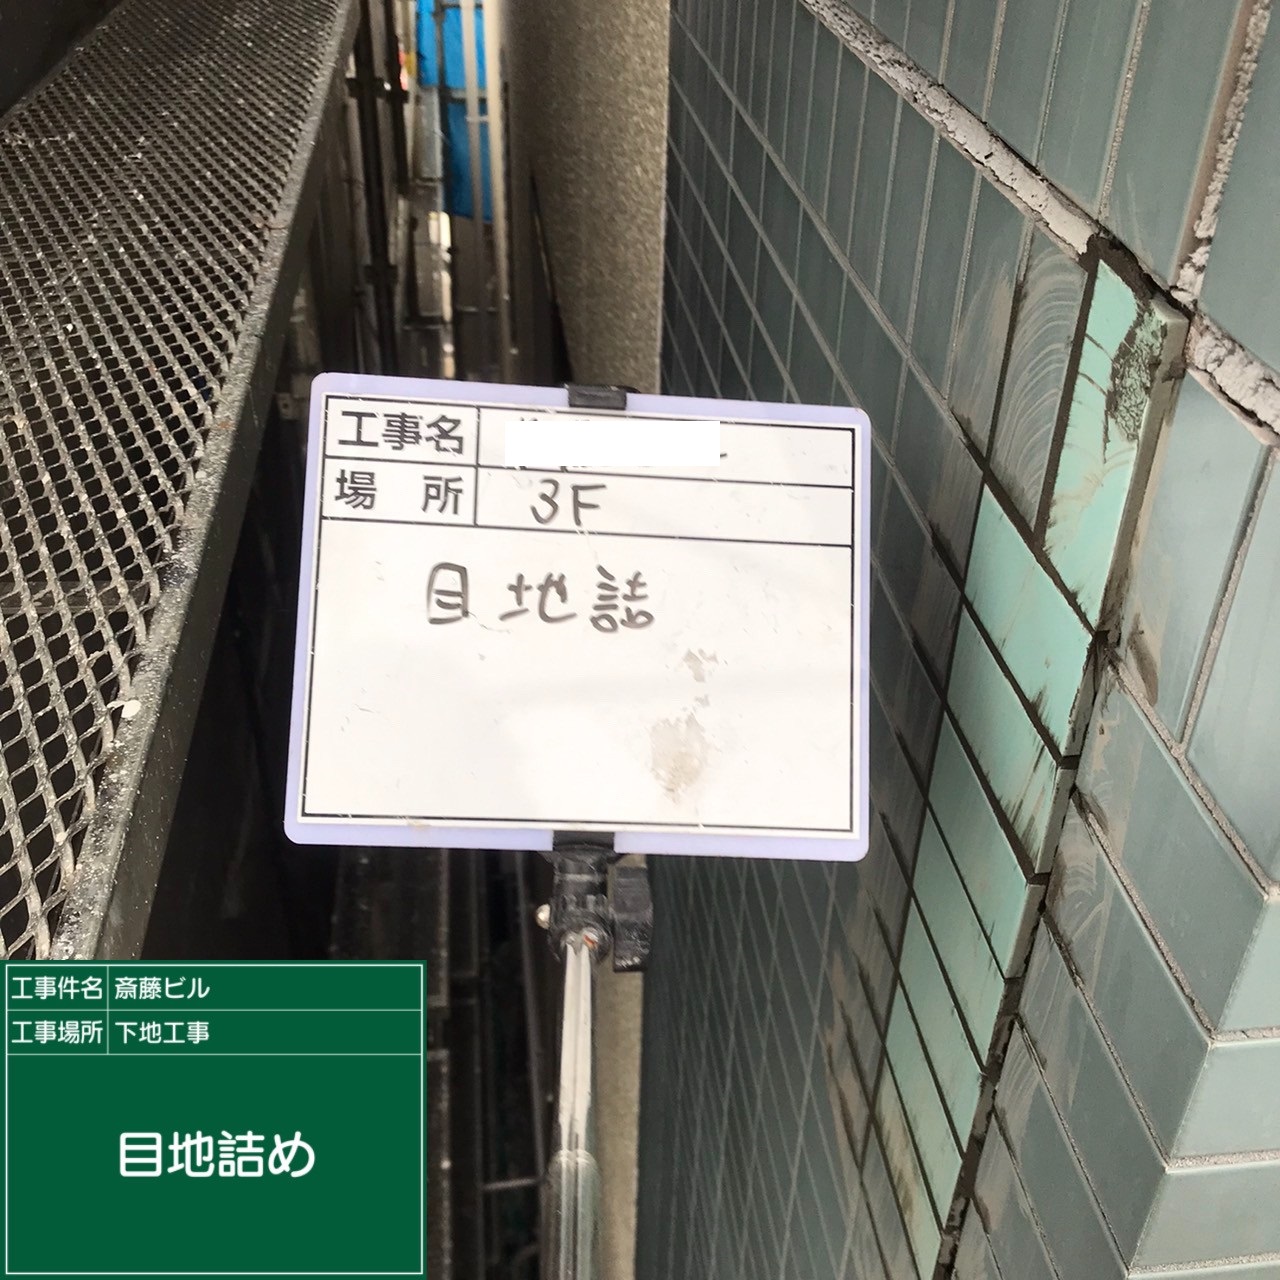 工事名
場所 3F
目地詰
工事件名 斎藤ビル
工事場所 下地工事
目地詰め